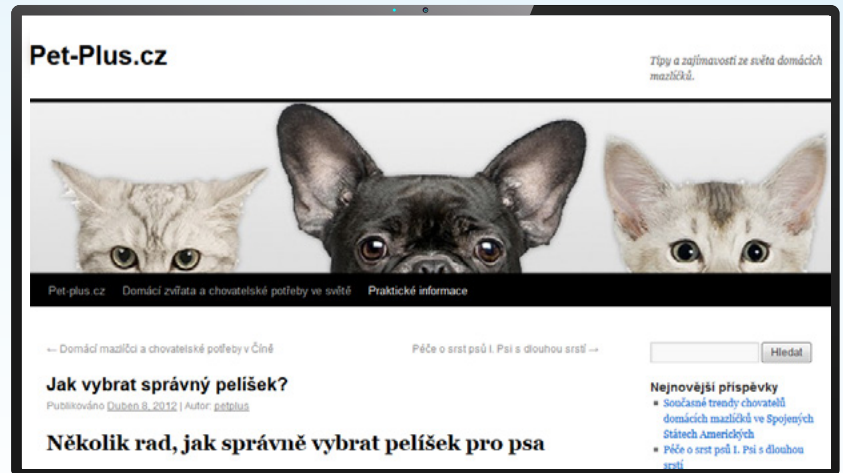 Pet-Plus.cz
Tipy a zajímavosti ze světa domácích
mazlíčků.
Pet-plus.cz Domácí zvířata a chovatelské potřeby ve světě Praktické informace
← Domácí mazlíčci a chovatelské potřeby v Číně Péče o srst psů I. Psi s dlouhou srstí →
Hledat
Jak vybrat správný pelíšek?
Publikováno Duben 8, 2012 | Autor: petplus
Několik rad, jak správně vybrat pelíšek pro psa
Nejnovější příspěvky
Současné trendy chovatelů
domácích mazlíčků ve Spojených
Státech Amerických
Péče o srst psů I. Psi s dlouhou
srstí